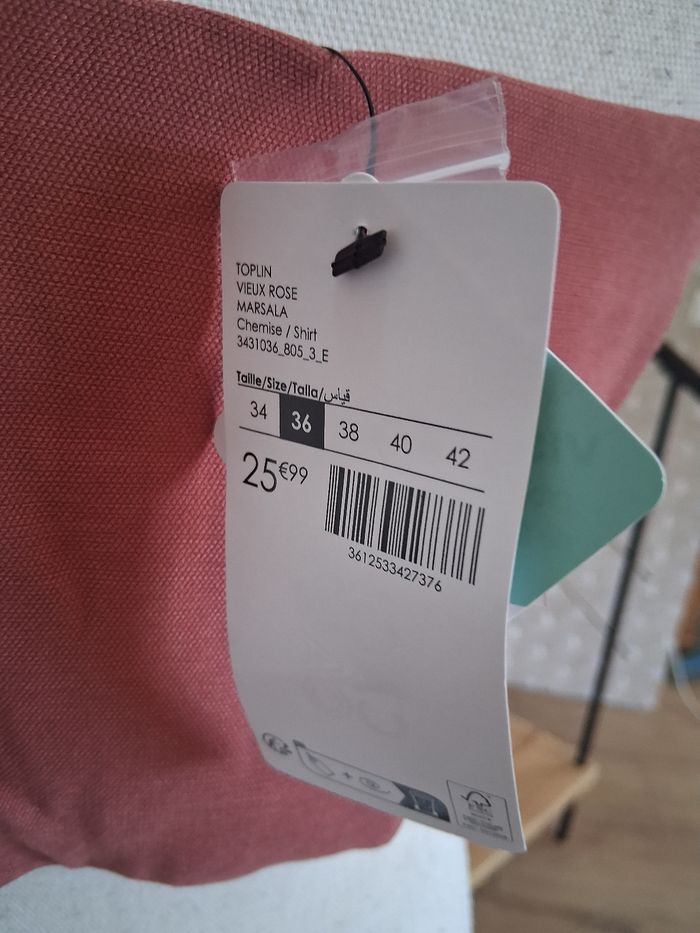 TOPLIN
VIEUX ROSE
MARSALA
Chemise / Shirt
3431036_805_3_E
Taille/Size/Talla/قياس
34 36 38 40 42
25€99
3612533427376
FSC